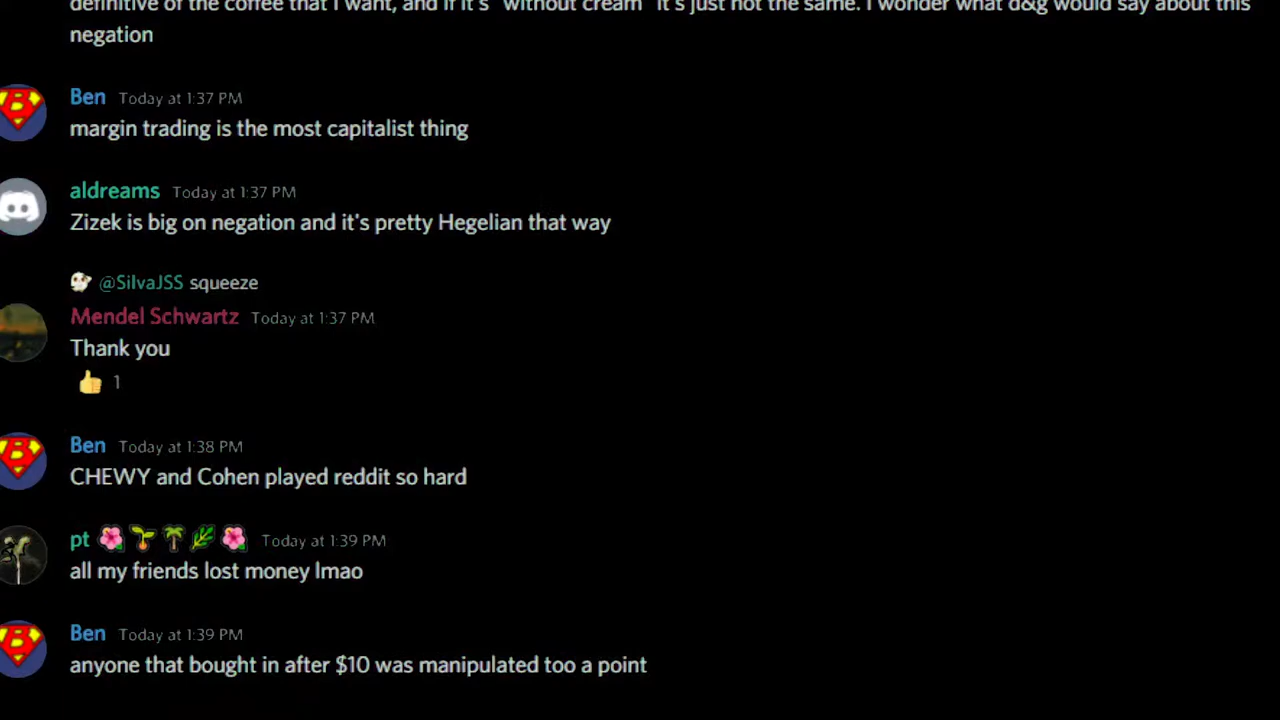 definitive of the coffee that I want, and if it's "without cream" it's just not the same. I wonder what d&g would say about this
negation
Ben Today at 1:37 PM
margin trading is the most capitalist thing
aldreams Today at 1:37 PM
Zizek is big on negation and it's pretty Hegelian that way
@SilvaJSS squeeze
Mendel Schwartz Today at 1:37 PM
Thank you
👍 1
Ben Today at 1:38 PM
CHEWY and Cohen played reddit so hard
pt 🌺🌱🌴🌿🌺 Today at 1:39 PM
all my friends lost money lmao
Ben Today at 1:39 PM
anyone that bought in after $10 was manipulated too a point